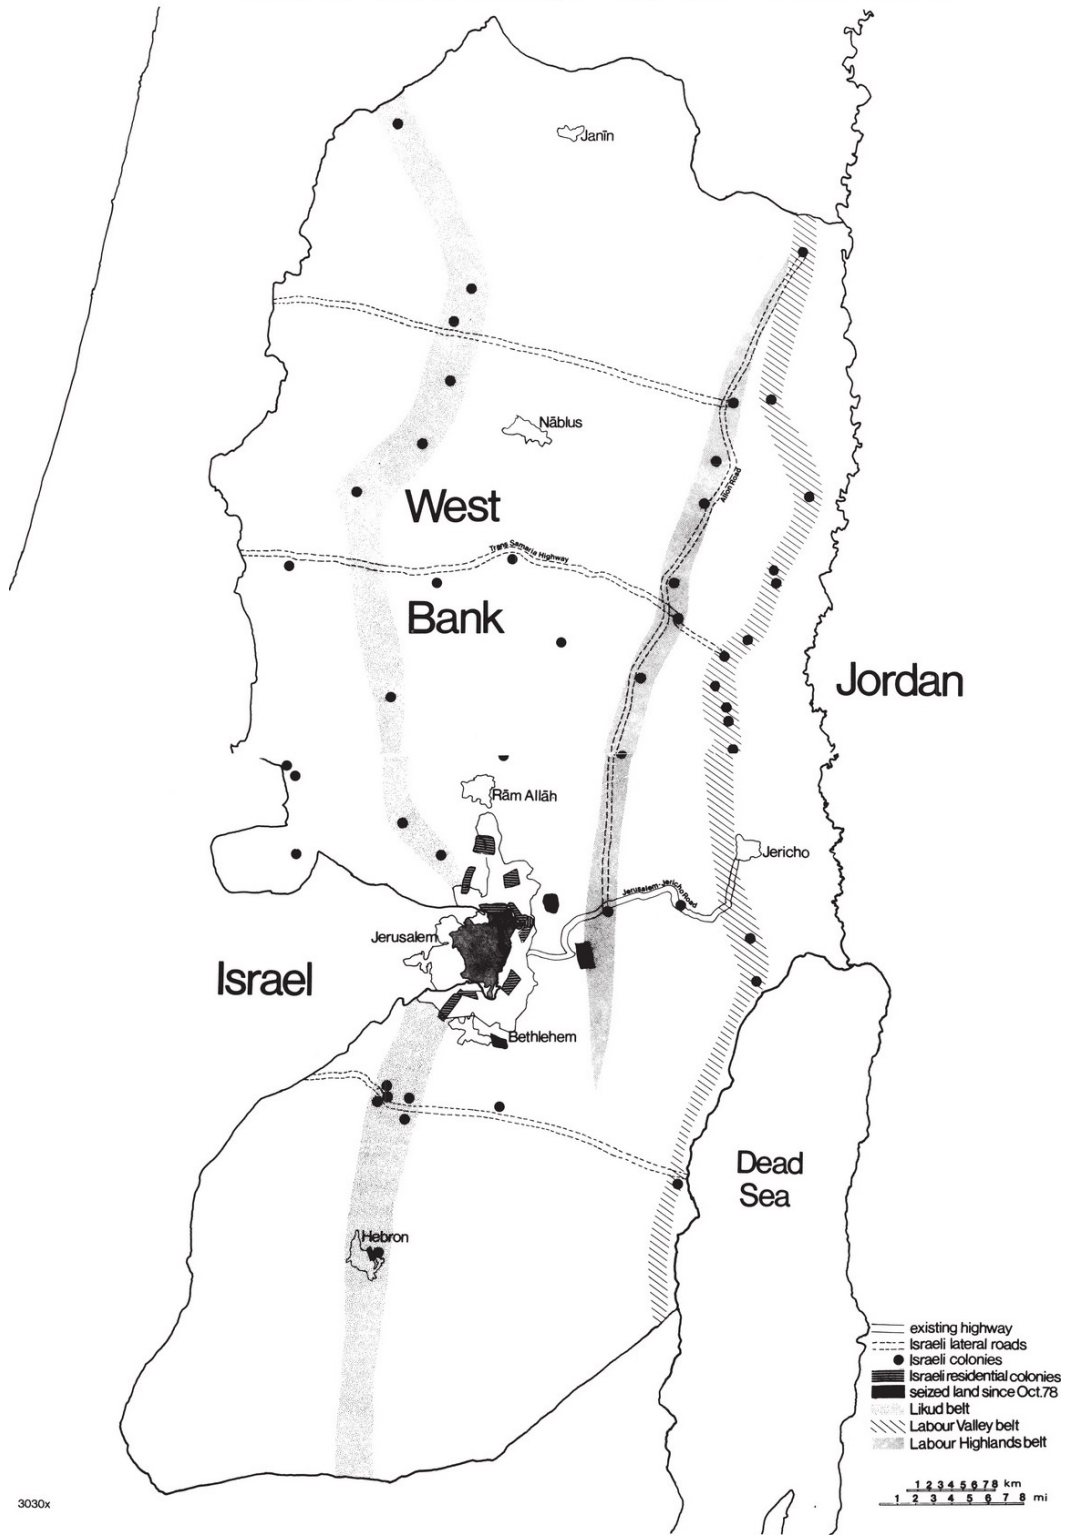 Janīn
Nāblus
Allon Road
West
Trans Samaria Highway
Bank
Jordan
Rām Allāh
Jericho
Jerusalem-Jericho Road
Jerusalem
Israel
Bethlehem
Dead
Sea
Hebron
existing highway
Israeli lateral roads
Israeli colonies
Israeli residential colonies
seized land since Oct.78
Likud belt
Labour Valley belt
Labour Highlands belt
1 2 3 4 5 6 7 8 km
1 2 3 4 5 6 7 8 mi
3030x